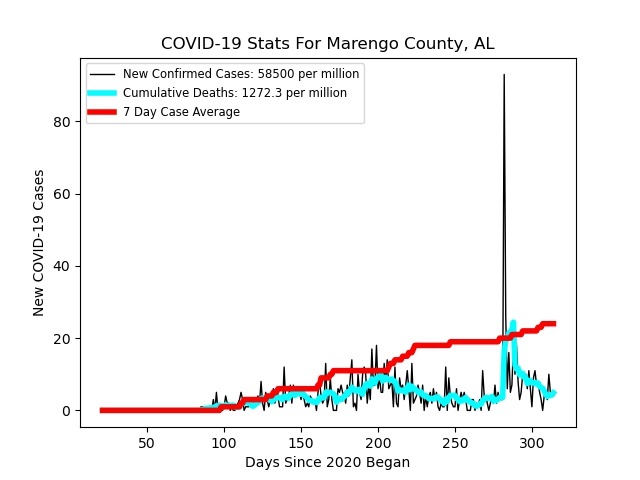 COVID-19 Stats For Marengo County, AL
New Confirmed Cases: 58500 per million
Cumulative Deaths: 1272.3 per million
7 Day Case Average
New COVID-19 Cases
80
60
40
20
0
50
100
150
200
250
300
Days Since 2020 Began